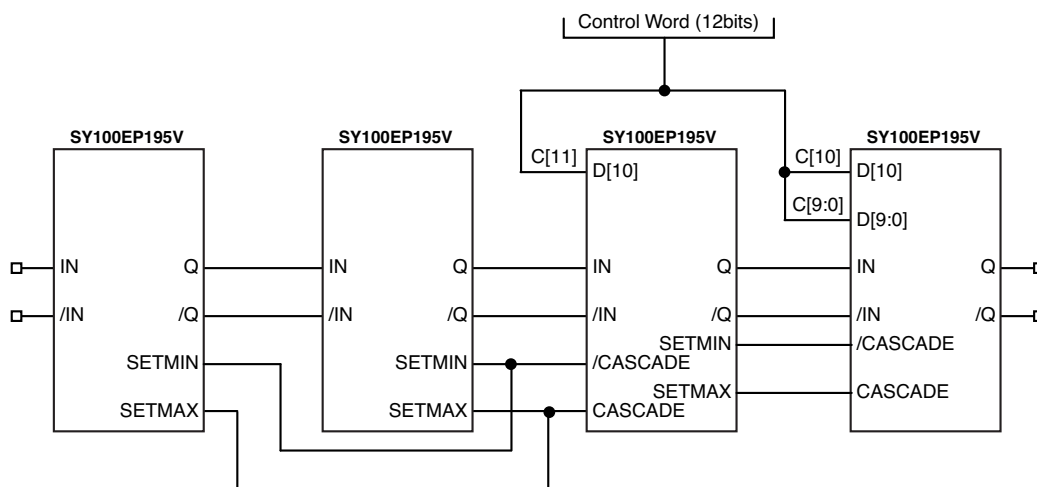 Control Word (12bits)
SY100EP195V SY100EP195V SY100EP195V SY100EP195V
C[11] D[10] C[10] D[10]
C[9:0] D[9:0]
IN Q IN Q IN Q IN Q
/IN /Q /IN /Q /IN /Q /IN /Q
SETMIN /CASCADE
SETMIN SETMIN /CASCADE
SETMAX CASCADE
SETMAX SETMAX CASCADE